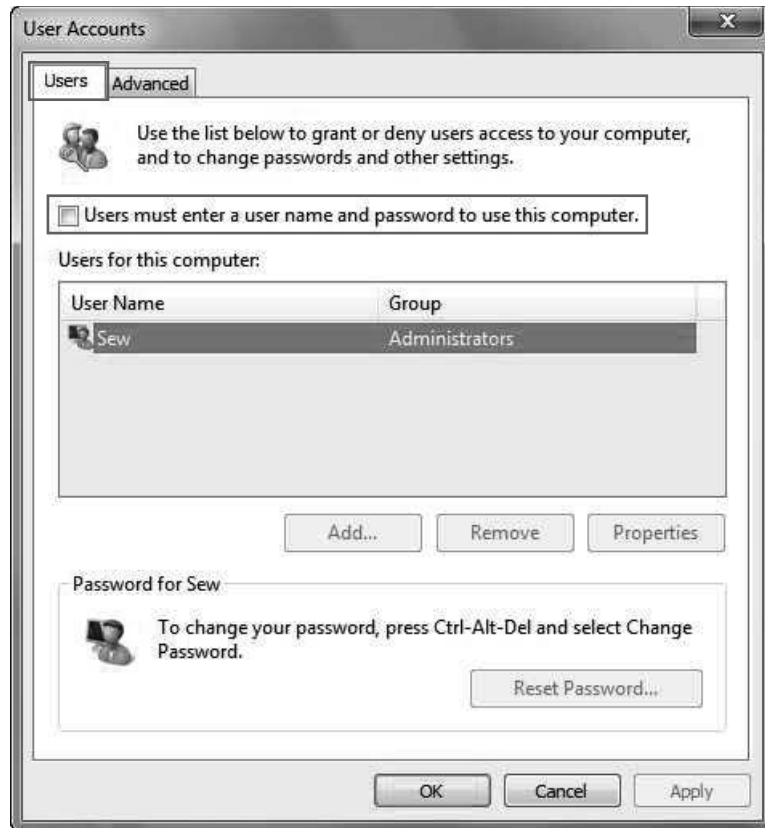 User Accounts
Users Advanced
Use the list below to grant or deny users access to your computer,
and to change passwords and other settings.
Users must enter a user name and password to use this computer.
Users for this computer:
User Name Group
Sew Administrators
Add... Remove Properties
Password for Sew
To change your password, press Ctrl-Alt-Del and select Change
Password.
Reset Password...
OK Cancel Apply